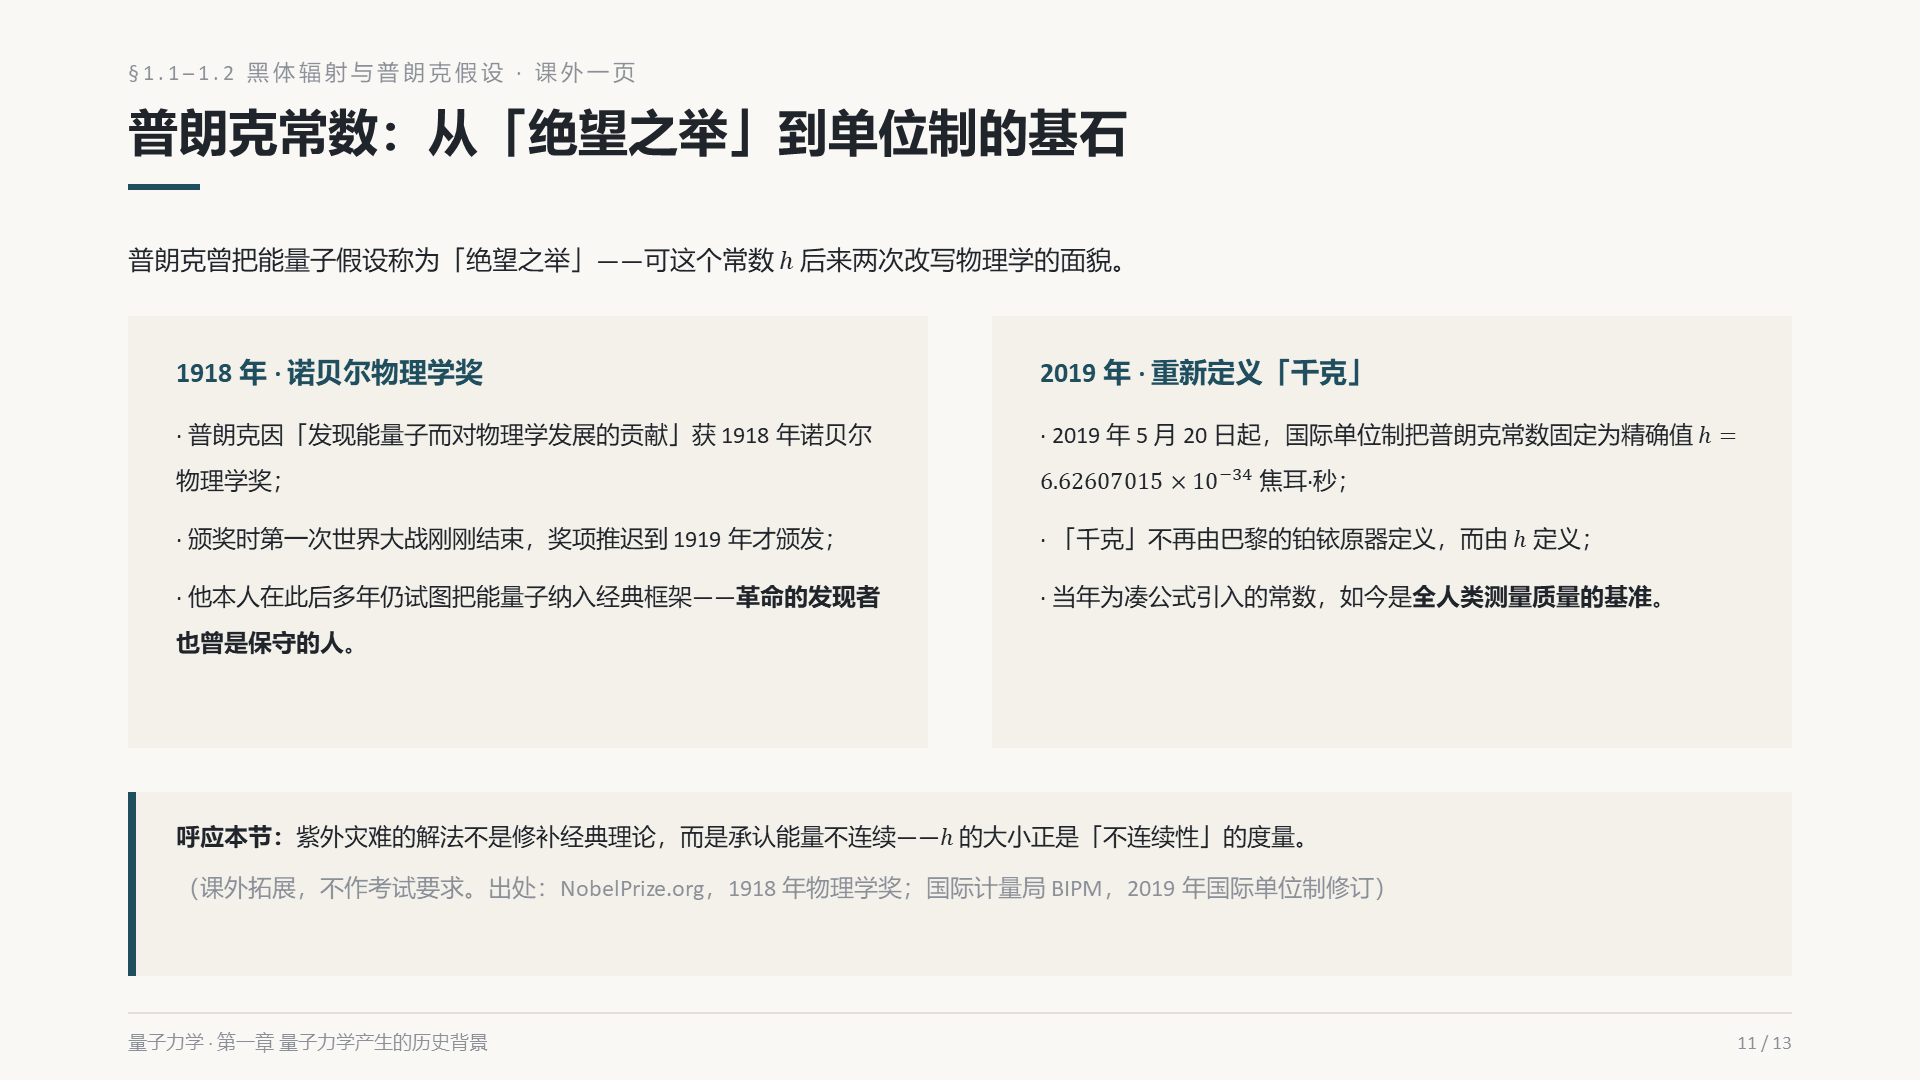 §1.1–1.2 黑体辐射与普朗克假设 · 课外一页
普朗克常数：从「绝望之举」到单位制的基石
普朗克曾把能量子假设称为「绝望之举」——可这个常数 h 后来两次改写物理学的面貌。
1918 年 · 诺贝尔物理学奖
· 普朗克因「发现能量子而对物理学发展的贡献」获 1918 年诺贝尔
物理学奖；
· 颁奖时第一次世界大战刚刚结束，奖项推迟到 1919 年才颁发；
· 他本人在此后多年仍试图把能量子纳入经典框架——革命的发现者
也曾是保守的人。
2019 年 · 重新定义「千克」
· 2019 年 5 月 20 日起，国际单位制把普朗克常数固定为精确值 h =
6.62607015 × 10⁻³⁴ 焦耳·秒；
· 「千克」不再由巴黎的铂铱原器定义，而由 h 定义；
· 当年为凑公式引入的常数，如今是全人类测量质量的基准。
呼应本节：紫外灾难的解法不是修补经典理论，而是承认能量不连续——h 的大小正是「不连续性」的度量。
（课外拓展，不作考试要求。出处：NobelPrize.org，1918 年物理学奖；国际计量局 BIPM，2019 年国际单位制修订）
量子力学 · 第一章 量子力学产生的历史背景
11 / 13